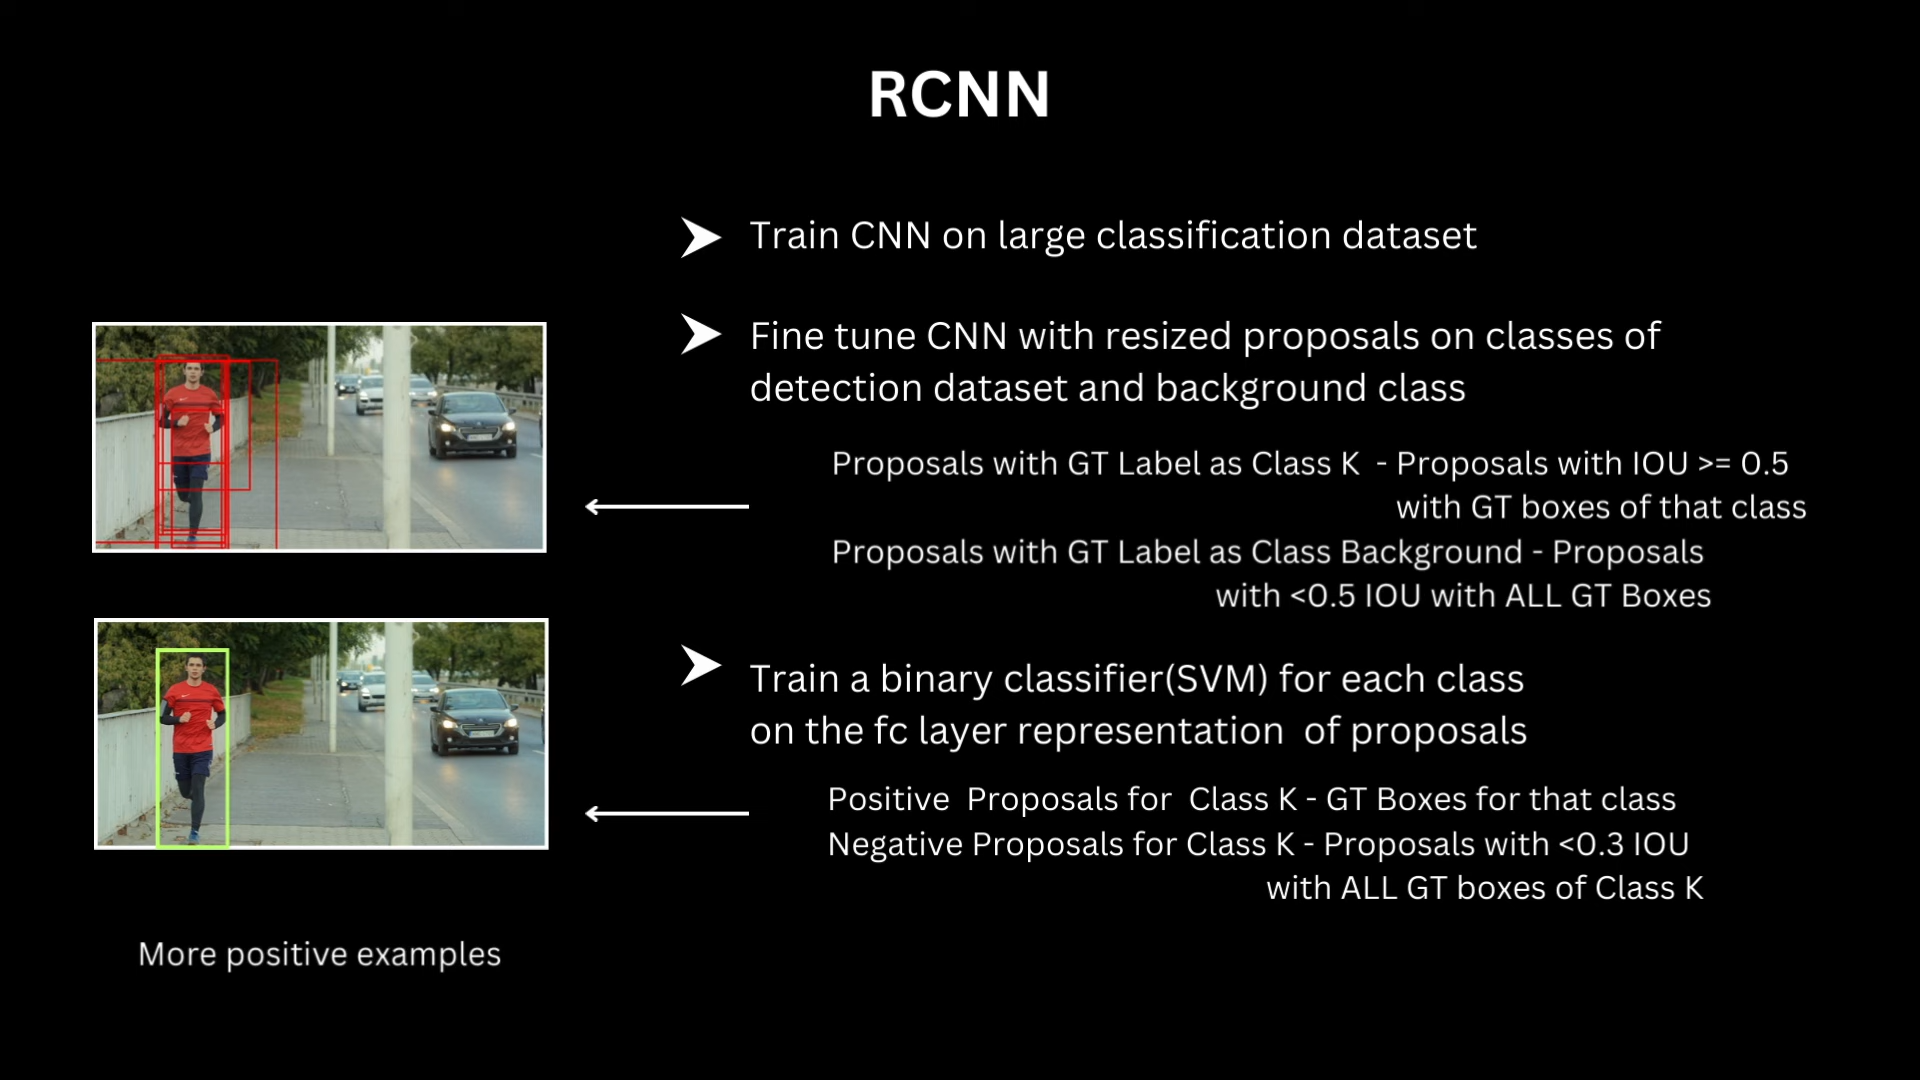 RCNN
Train CNN on large classification dataset
Fine tune CNN with resized proposals on classes of
detection dataset and background class
Proposals with GT Label as Class K - Proposals with IOU >= 0.5
with GT boxes of that class
Proposals with GT Label as Class Background - Proposals
with <0.5 IOU with ALL GT Boxes
Train a binary classifier(SVM) for each class
on the fc layer representation of proposals
Positive Proposals for Class K - GT Boxes for that class
Negative Proposals for Class K - Proposals with <0.3 IOU
with ALL GT boxes of Class K
More positive examples